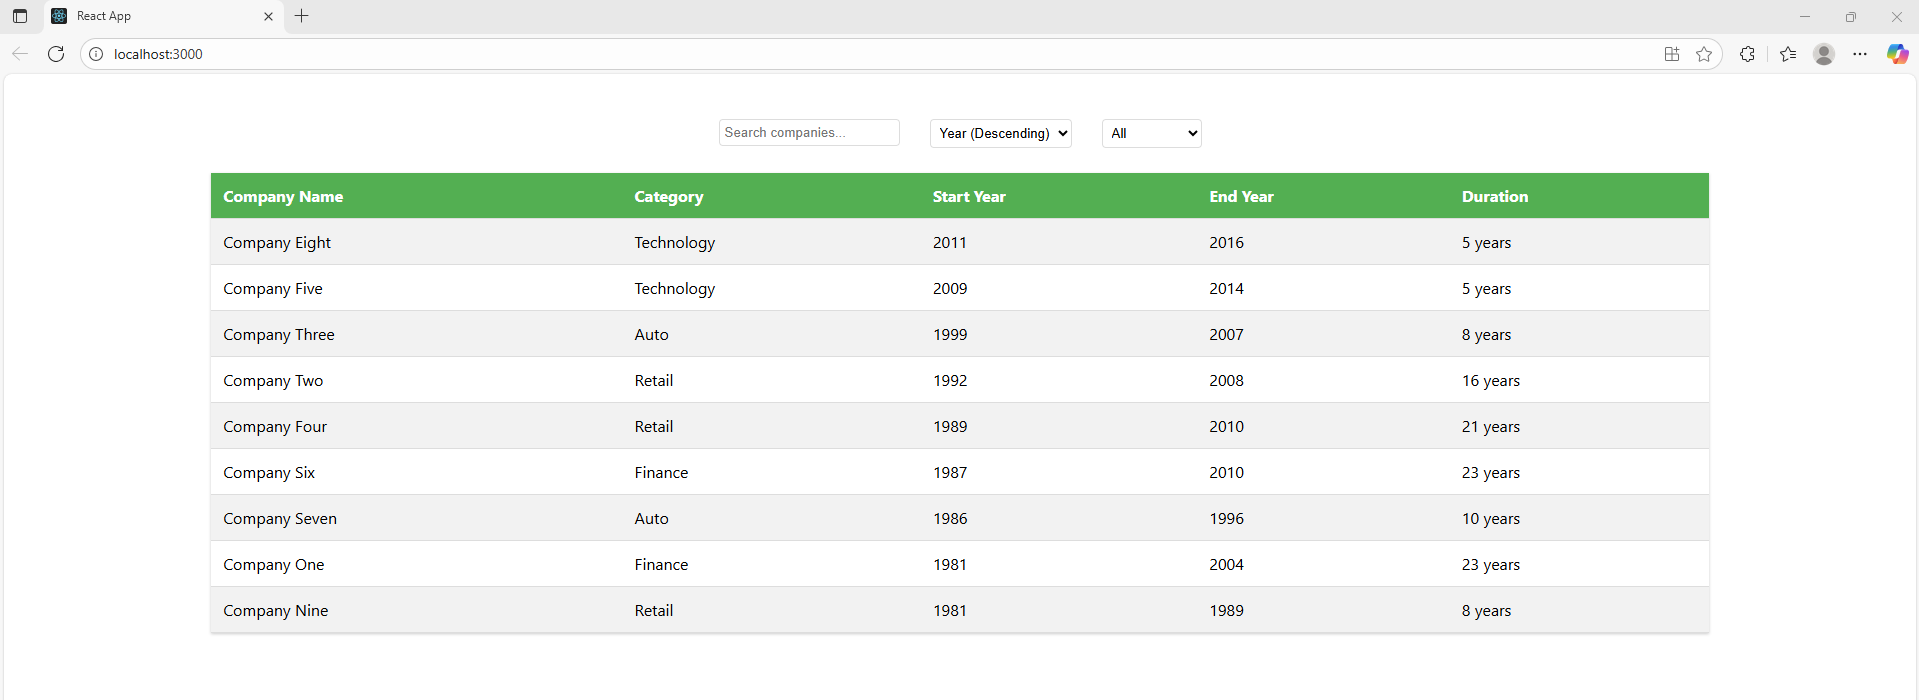 React App
localhost:3000
Search companies... Year (Descending) All
Company Name Category Start Year End Year Duration
Company Eight Technology 2011 2016 5 years
Company Five Technology 2009 2014 5 years
Company Three Auto 1999 2007 8 years
Company Two Retail 1992 2008 16 years
Company Four Retail 1989 2010 21 years
Company Six Finance 1987 2010 23 years
Company Seven Auto 1986 1996 10 years
Company One Finance 1981 2004 23 years
Company Nine Retail 1981 1989 8 years